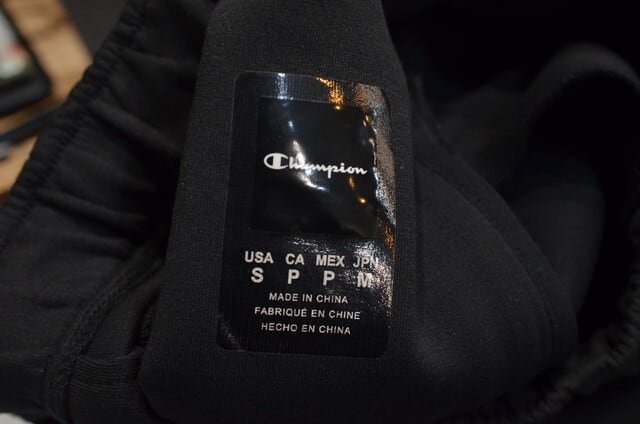 Champion
USA CA MEX JPN
S P P M
MADE IN CHINA
FABRIQUÉ EN CHINE
HECHO EN CHINA